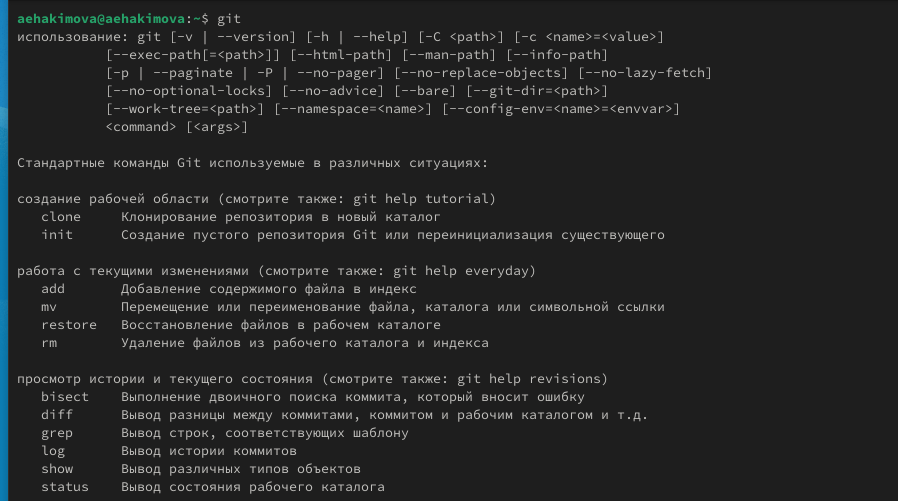 aehakimova@aehakimova:~$ git
использование: git [-v | --version] [-h | --help] [-C <path>] [-c <name>=<value>]
[--exec-path[=<path>]] [--html-path] [--man-path] [--info-path]
[-p | --paginate | -P | --no-pager] [--no-replace-objects] [--no-lazy-fetch]
[--no-optional-locks] [--no-advice] [--bare] [--git-dir=<path>]
[--work-tree=<path>] [--namespace=<name>] [--config-env=<name>=<envvar>]
<command> [<args>]
Стандартные команды Git используемые в различных ситуациях:
создание рабочей области (смотрите также: git help tutorial)
clone Клонирование репозитория в новый каталог
init Создание пустого репозитория Git или переинициализация существующего
работа с текущими изменениями (смотрите также: git help everyday)
add Добавление содержимого файла в индекс
mv Перемещение или переименование файла, каталога или символьной ссылки
restore Восстановление файлов в рабочем каталоге
rm Удаление файлов из рабочего каталога и индекса
просмотр истории и текущего состояния (смотрите также: git help revisions)
bisect Выполнение двоичного поиска коммита, который вносит ошибку
diff Вывод разницы между коммитами, коммитом и рабочим каталогом и т.д.
grep Вывод строк, соответствующих шаблону
log Вывод истории коммитов
show Вывод различных типов объектов
status Вывод состояния рабочего каталога